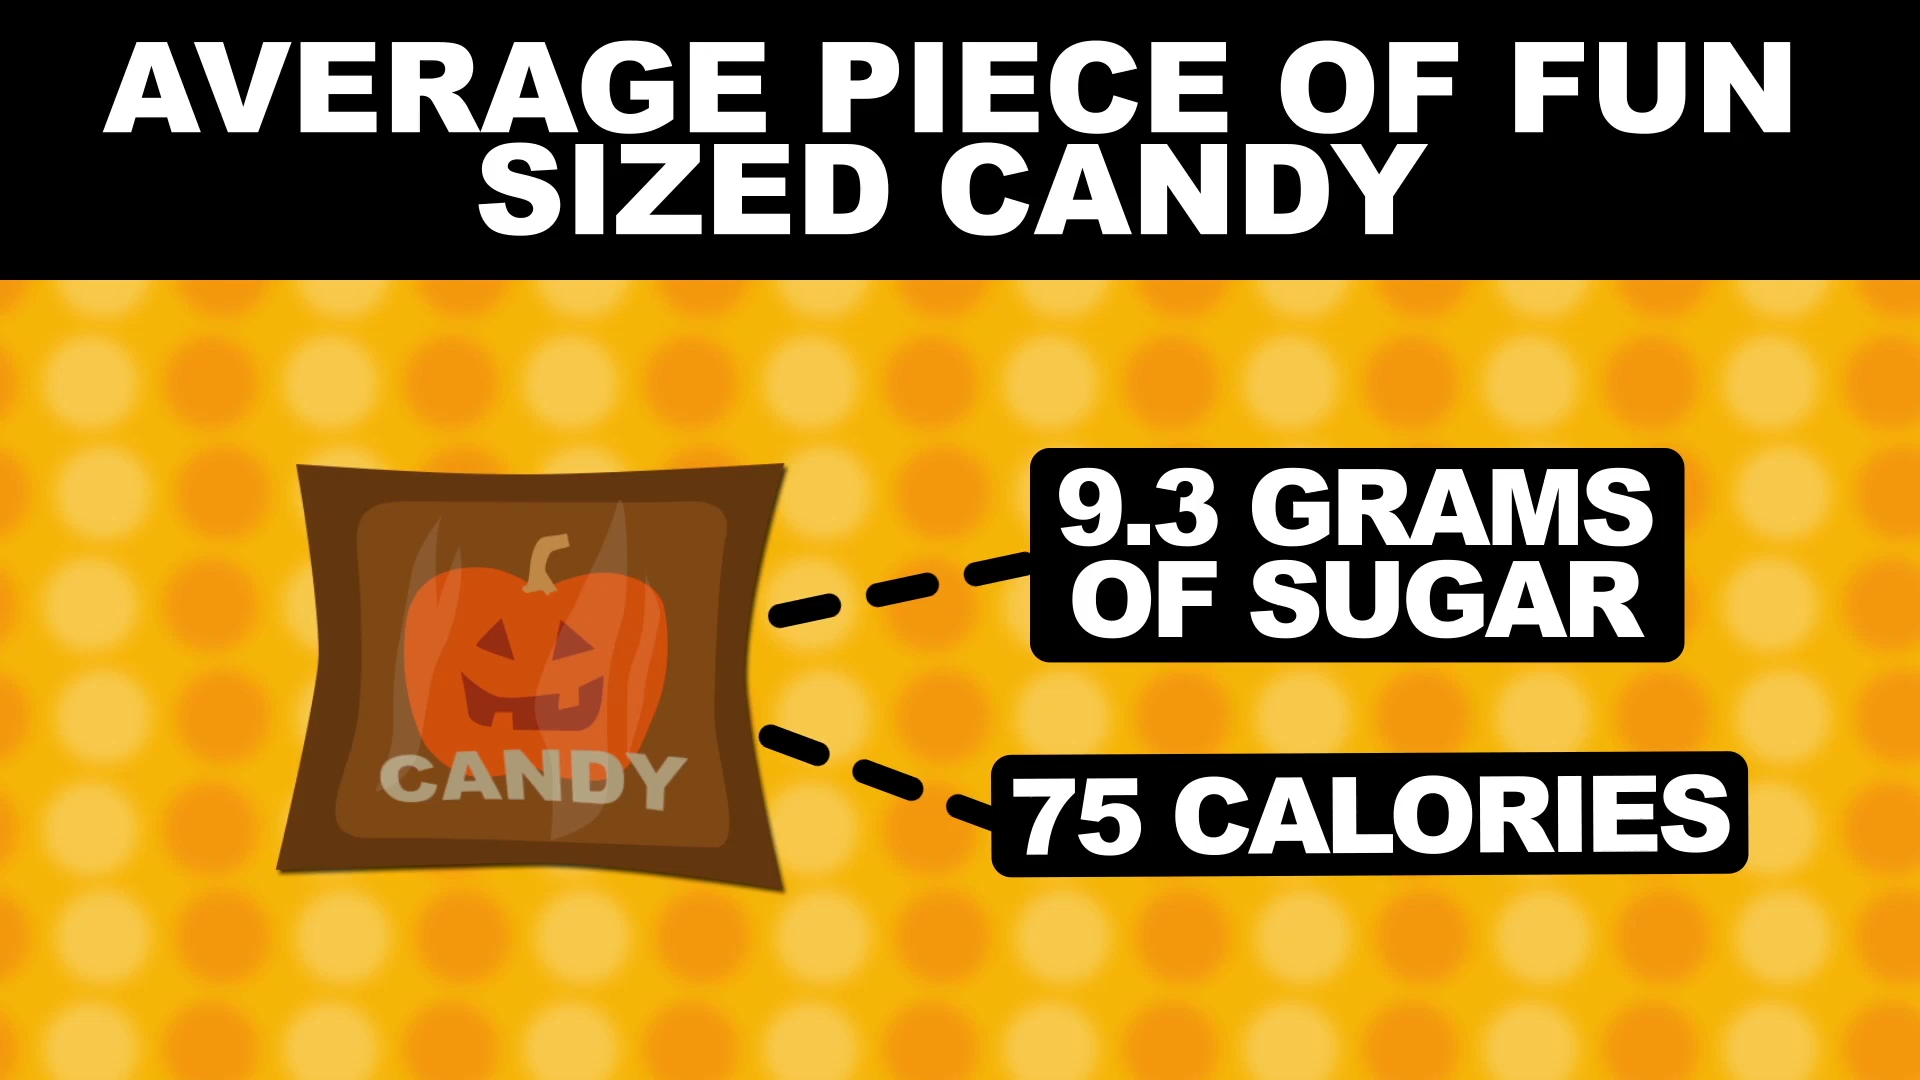 AVERAGE PIECE OF FUN
SIZED CANDY
CANDY
9.3 GRAMS
OF SUGAR
75 CALORIES